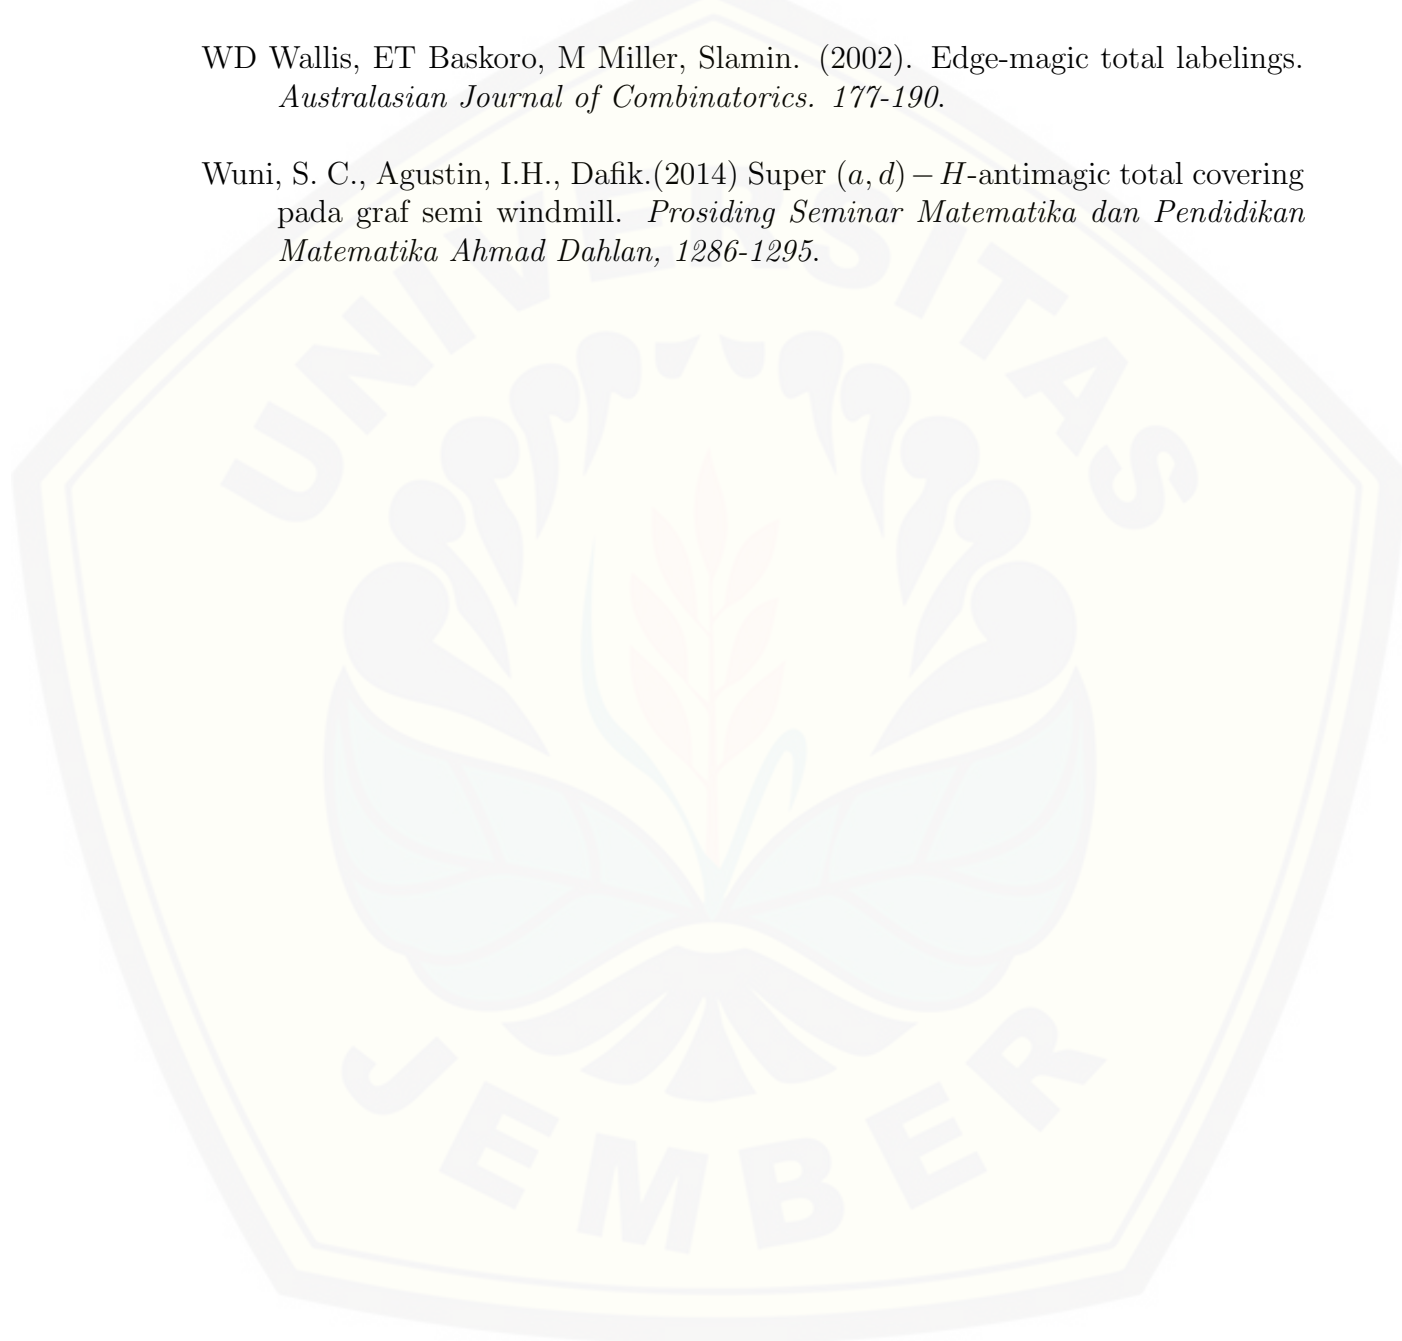 WD Wallis, ET Baskoro, M Miller, Slamin. (2002). Edge-magic total labelings.
Australasian Journal of Combinatorics. 177-190.
Wuni, S. C., Agustin, I.H., Dafik.(2014) Super (a, d) − H-antimagic total covering
pada graf semi windmill. Prosiding Seminar Matematika dan Pendidikan
Matematika Ahmad Dahlan, 1286-1295.
UNIVERSITAS
JEMBER